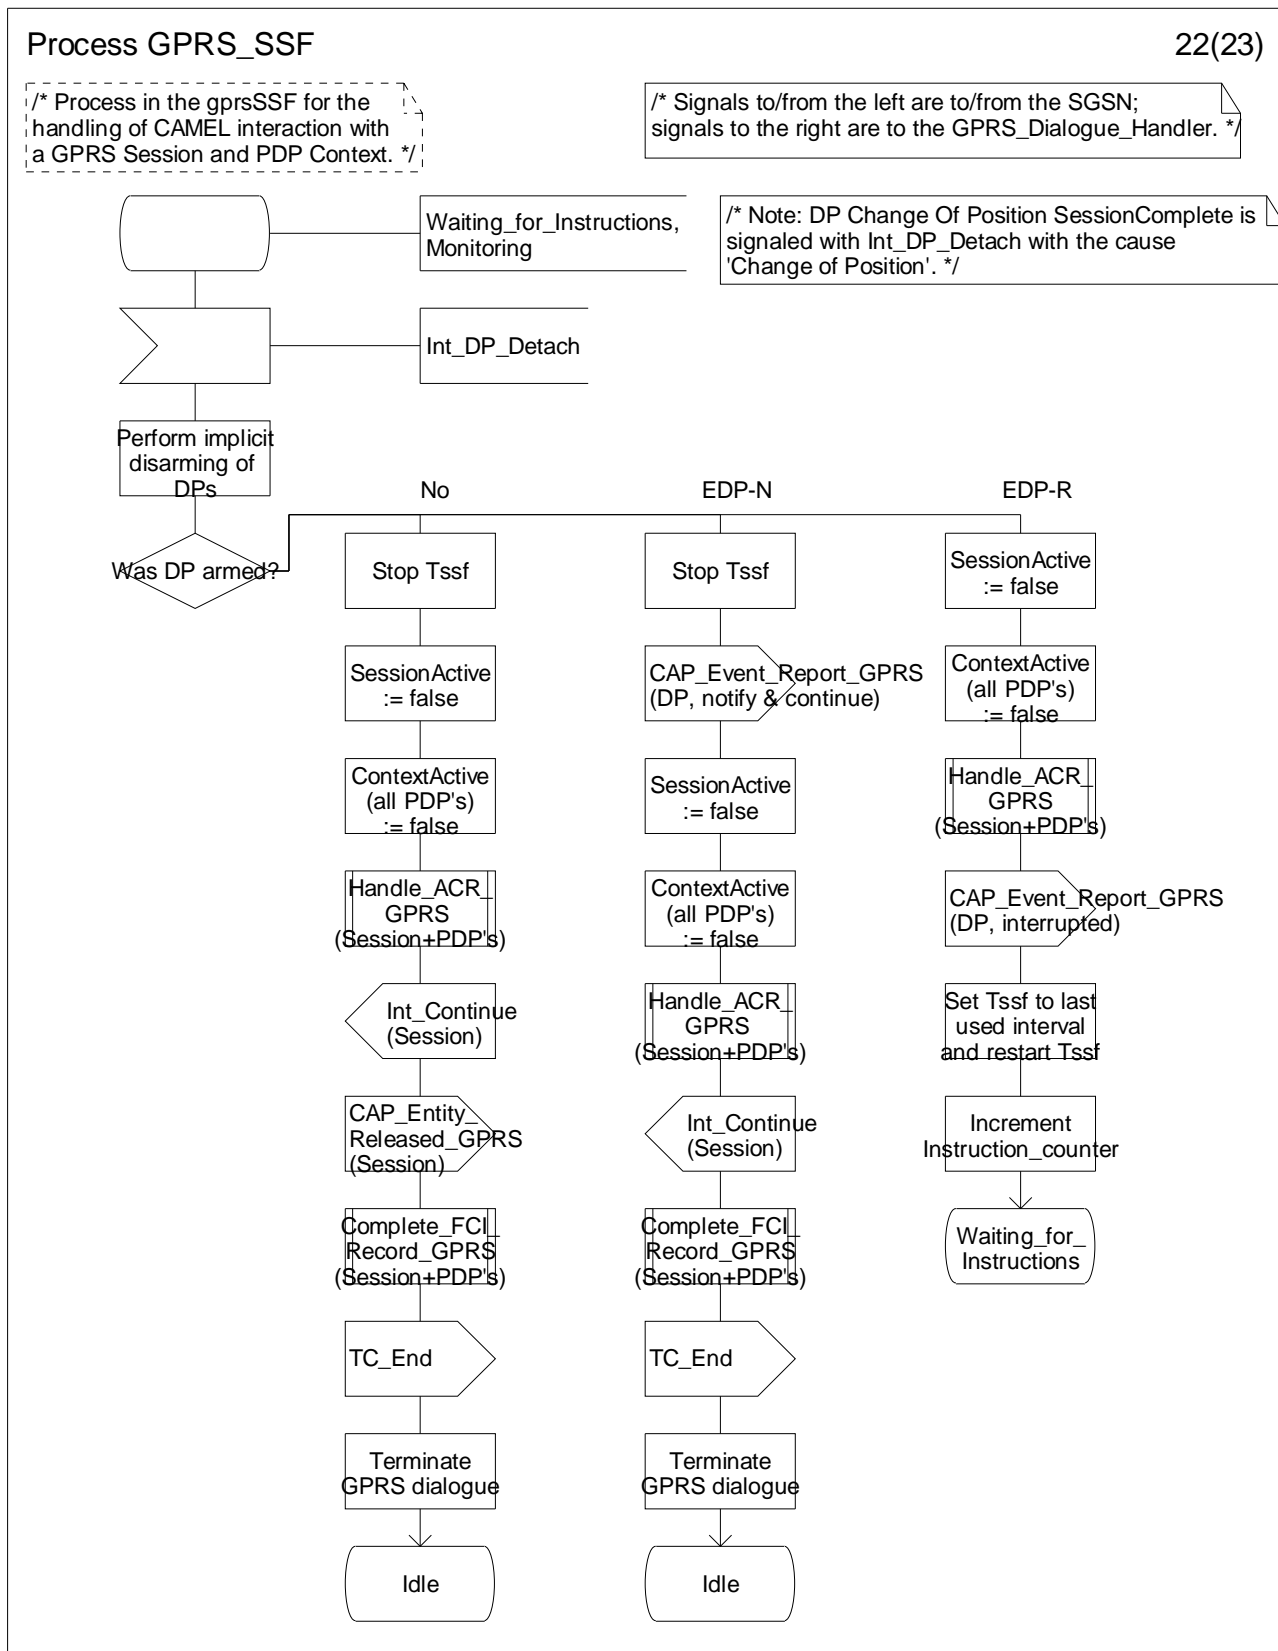 Process GPRS_SSF
22(23)
/* Process in the gprsSSF for the
handling of CAMEL interaction with
a GPRS Session and PDP Context. */
/* Signals to/from the left are to/from the SGSN;
signals to the right are to the GPRS_Dialogue_Handler. */
Waiting_for_Instructions,
Monitoring
/* Note: DP Change Of Position SessionComplete is
signaled with Int_DP_Detach with the cause
'Change of Position'. */
Int_DP_Detach
Perform implicit
disarming of
DPs
Was DP armed?
No
Stop Tssf
SessionActive
:= false
ContextActive
(all PDP's)
:= false
Handle_ACR_
GPRS
(Session+PDP's)
Int_Continue
(Session)
CAP_Entity_
Released_GPRS
(Session)
Complete_FCI_
Record_GPRS
(Session+PDP's)
TC_End
Terminate
GPRS dialogue
Idle
EDP-N
Stop Tssf
CAP_Event_Report_GPRS
(DP, notify & continue)
SessionActive
:= false
ContextActive
(all PDP's)
:= false
Handle_ACR_
GPRS
(Session+PDP's)
Int_Continue
(Session)
Complete_FCI_
Record_GPRS
(Session+PDP's)
TC_End
Terminate
GPRS dialogue
Idle
EDP-R
SessionActive
:= false
ContextActive
(all PDP's)
:= false
Handle_ACR_
GPRS
(Session+PDP's)
CAP_Event_Report_GPRS
(DP, interrupted)
Set Tssf to last
used interval
and restart Tssf
Increment
Instruction_counter
Waiting_for_
Instructions